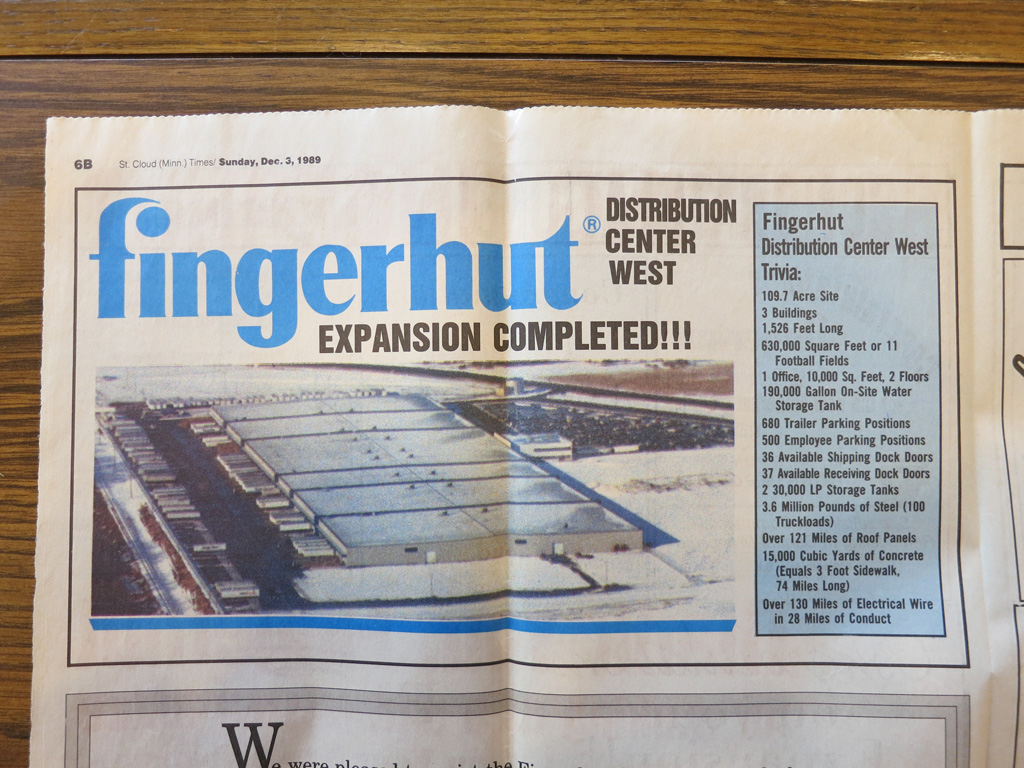 6B St. Cloud (Minn.) Times/ Sunday, Dec. 3, 1989
fingerhut®
DISTRIBUTION
CENTER
WEST
EXPANSION COMPLETED!!!
Fingerhut
Distribution Center West
Trivia:
109.7 Acre Site
3 Buildings
1,526 Feet Long
630,000 Square Feet or 11
Football Fields
1 Office, 10,000 Sq. Feet, 2 Floors
190,000 Gallon On-Site Water
Storage Tank
680 Trailer Parking Positions
500 Employee Parking Positions
36 Available Shipping Dock Doors
37 Available Receiving Dock Doors
2 30,000 LP Storage Tanks
3.6 Million Pounds of Steel (100
Truckloads)
Over 121 Miles of Roof Panels
15,000 Cubic Yards of Concrete
(Equals 3 Foot Sidewalk,
74 Miles Long)
Over 130 Miles of Electrical Wire
in 28 Miles of Conduct
We were pleased to